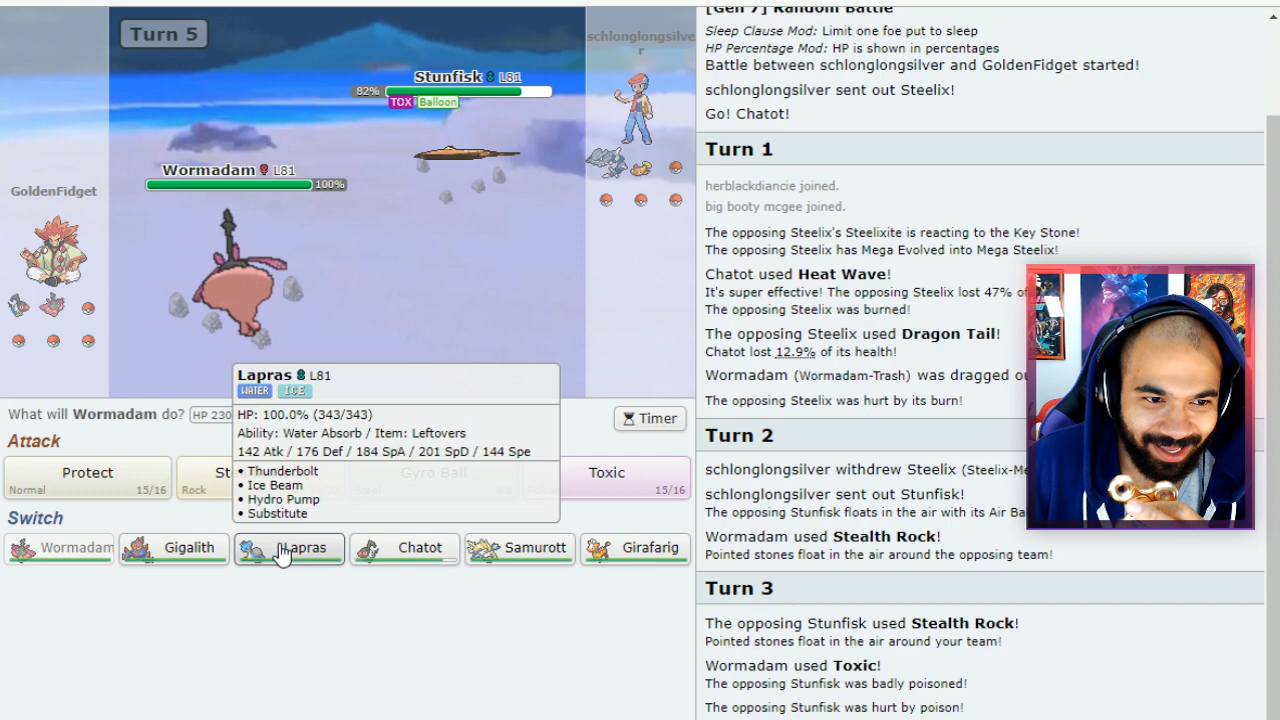 [Gen 7] Random Battle
Turn 5
schlonglongsilve
r
Sleep Clause Mod: Limit one foe put to sleep
HP Percentage Mod: HP is shown in percentages
Battle between schlonglongsilver and GoldenFidget started!
schlonglongsilver sent out Steelix!
Go! Chatot!
Stunfisk L81
82%
TOX Balloon
Wormadam L81
100%
GoldenFidget
Turn 1
herblackdiancie joined.
big booty mcgee joined.
The opposing Steelix's Steelixite is reacting to the Key Stone!
The opposing Steelix has Mega Evolved into Mega Steelix!
Chatot used Heat Wave!
It's super effective! The opposing Steelix lost 47% of
The opposing Steelix was burned!
The opposing Steelix used Dragon Tail!
Chatot lost 12.9% of its health!
Wormadam (Wormadam-Trash) was dragged ou
The opposing Steelix was hurt by its burn!
Turn 2
schlonglongsilver withdrew Steelix (Steelix-Me
schlonglongsilver sent out Stunfisk!
The opposing Stunfisk floats in the air with its Air Ba
Wormadam used Stealth Rock!
Pointed stones float in the air around the opposing team!
Turn 3
The opposing Stunfisk used Stealth Rock!
Pointed stones float in the air around your team!
Wormadam used Toxic!
The opposing Stunfisk was badly poisoned!
The opposing Stunfisk was hurt by poison!
What will Wormadam do? HP 230
Timer
Lapras L81
WATER ICE
HP: 100.0% (343/343)
Ability: Water Absorb / Item: Leftovers
142 Atk / 176 Def / 184 SpA / 201 SpD / 144 Spe
• Thunderbolt
• Ice Beam
• Hydro Pump
• Substitute
Attack
Protect
Normal 15/16
Ste
Rock
Gyro Ball
Steel
Toxic
15/16
Switch
Wormadam Gigalith Lapras Chatot Samurott Girafarig